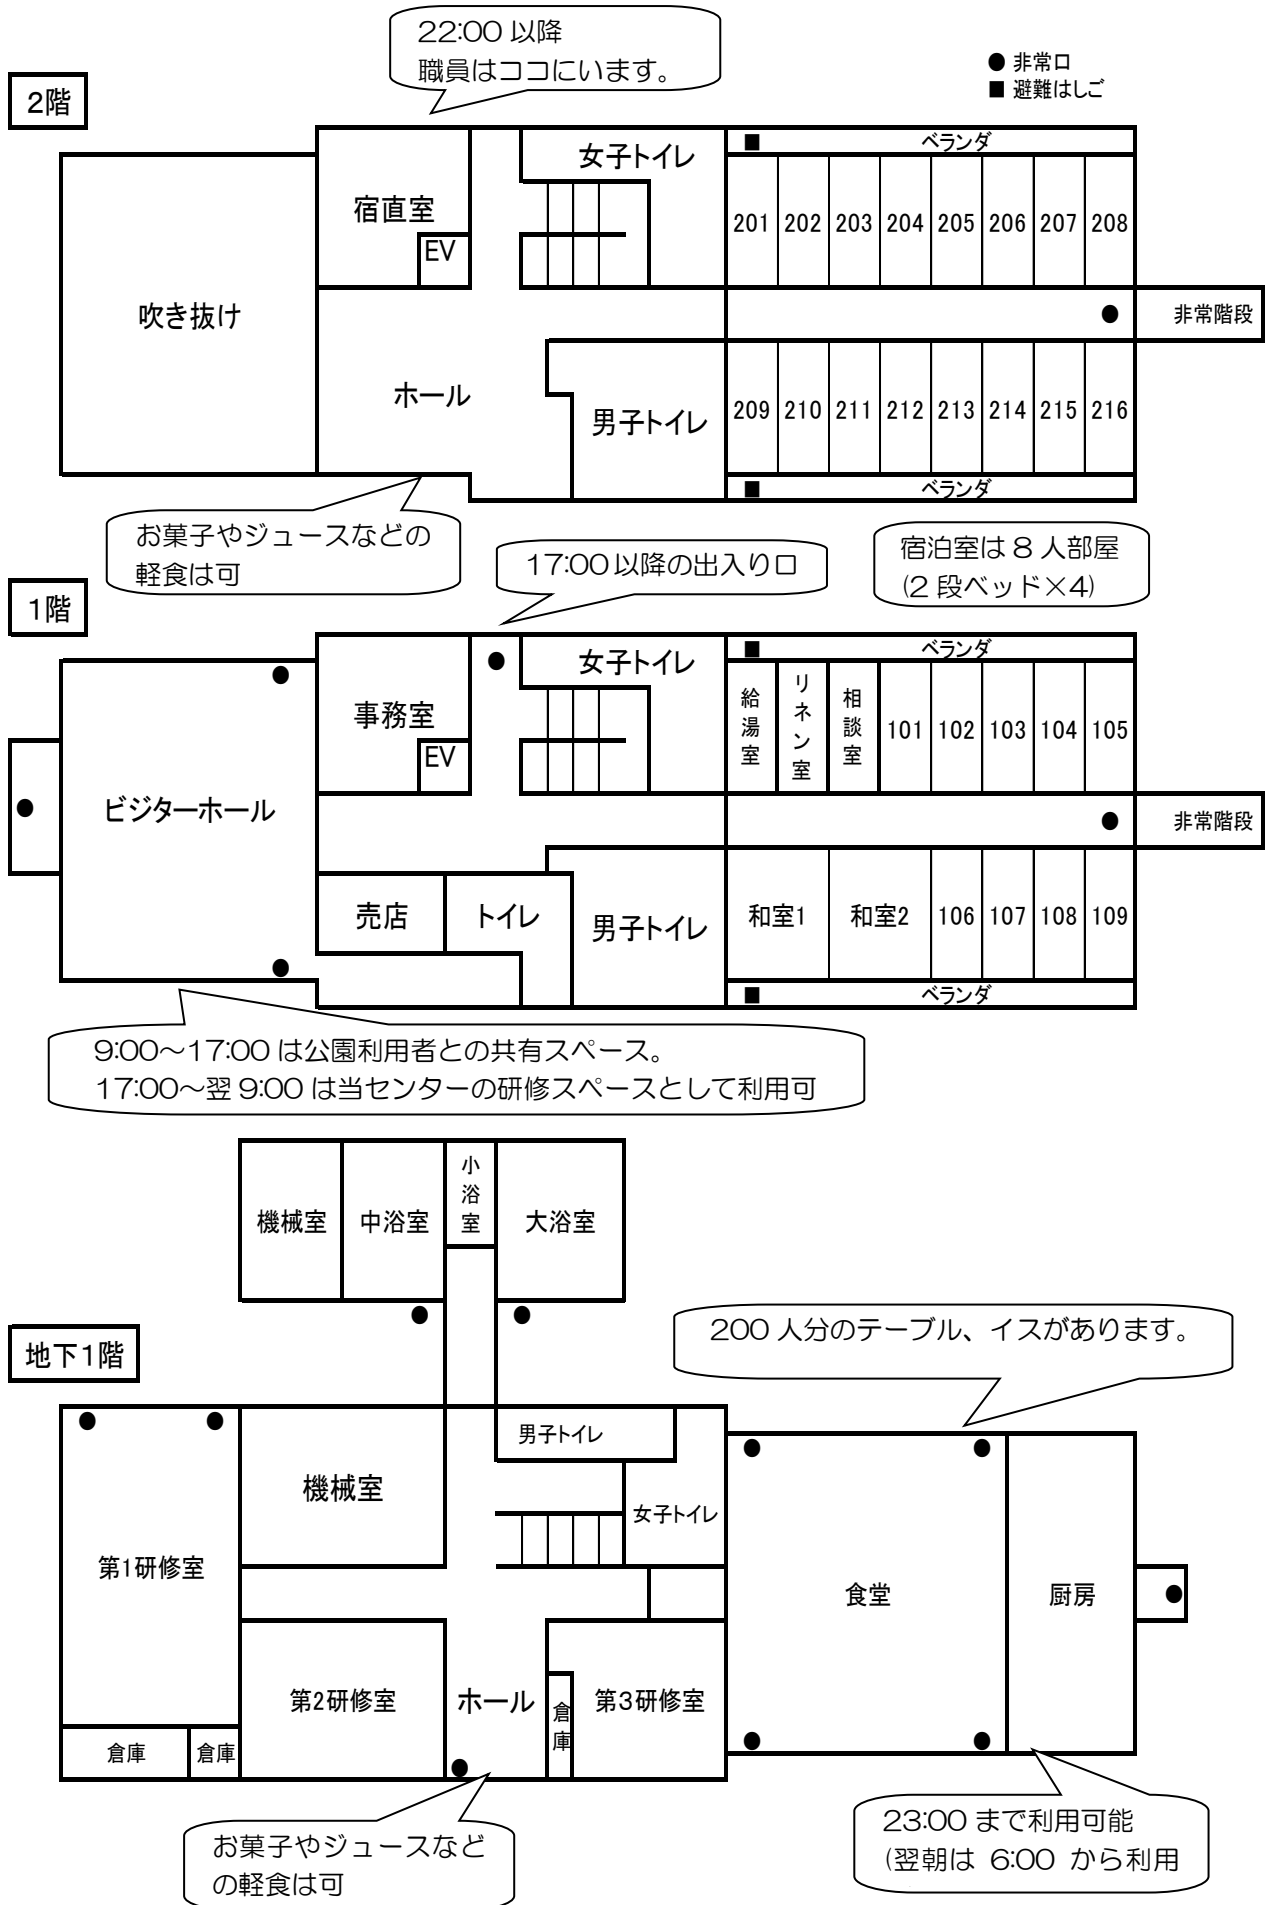 22:00 以降
職員はココにいます。
● 非常口
■ 避難はしご
2階
ベランダ
女子トイレ
宿直室
EV
201 202 203 204 205 206 207 208
吹き抜け
非常階段
ホール
男子トイレ
209 210 211 212 213 214 215 216
ベランダ
お菓子やジュースなどの
軽食は可
17:00 以降の出入り口
宿泊室は 8 人部屋
(2 段ベッド×4)
1階
ベランダ
女子トイレ
事務室
EV
給湯室
リネン室
相談室
101 102 103 104 105
ビジターホール
非常階段
売店
トイレ
男子トイレ
和室1
和室2
106 107 108 109
ベランダ
9:00～17:00 は公園利用者との共有スペース。
17:00～翌 9:00 は当センターの研修スペースとして利用可
機械室
中浴室
小浴室
大浴室
200 人分のテーブル、イスがあります。
地下1階
男子トイレ
機械室
女子トイレ
第1研修室
食堂
厨房
第2研修室
ホール
倉庫
第3研修室
倉庫
倉庫
お菓子やジュースなど
の軽食は可
23:00 まで利用可能
(翌朝は 6:00 から利用